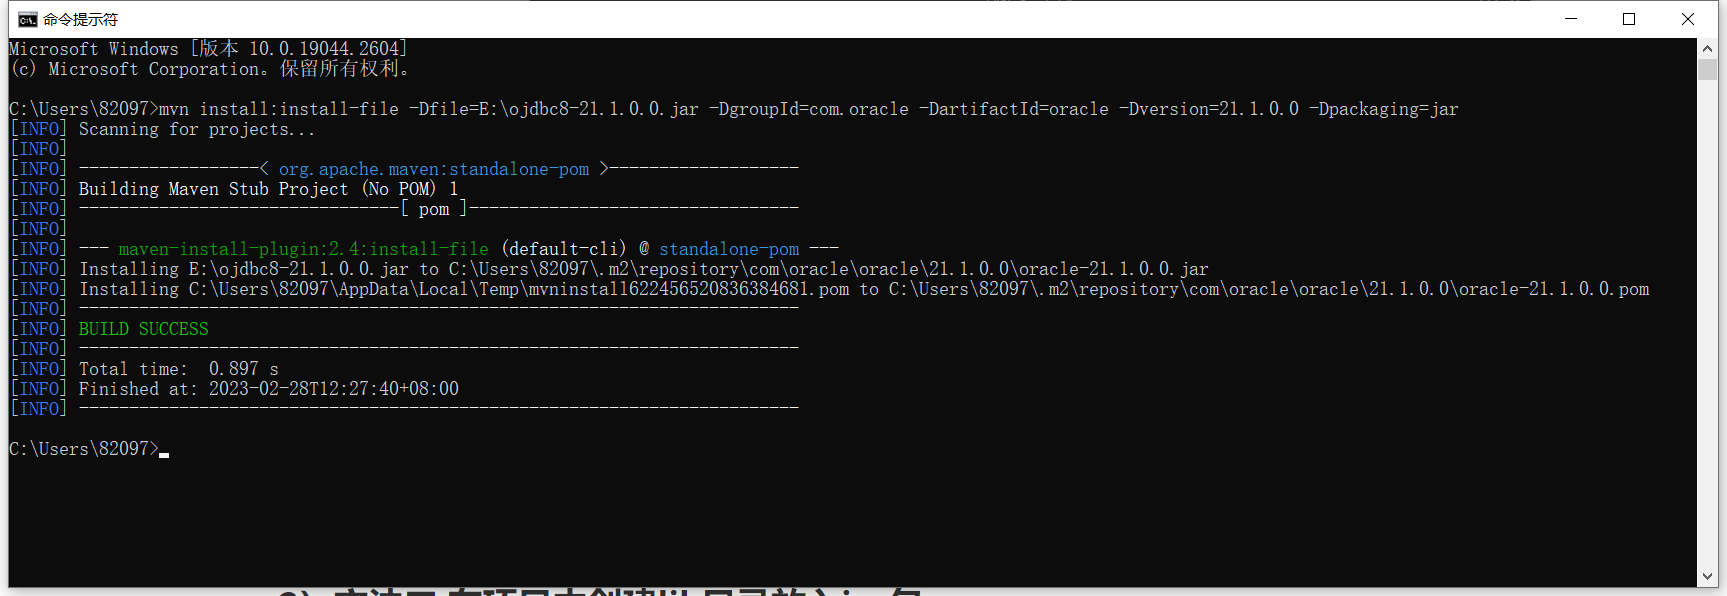 命令提示符
Microsoft Windows [版本 10.0.19044.2604]
(c) Microsoft Corporation。保留所有权利。
C:\Users\82097>mvn install:install-file -Dfile=E:\ojdbc8-21.1.0.0.jar -DgroupId=com.oracle -DartifactId=oracle -Dversion=21.1.0.0 -Dpackaging=jar
[INFO] Scanning for projects...
[INFO]
[INFO] ------------------< org.apache.maven:standalone-pom >-------------------
[INFO] Building Maven Stub Project (No POM) 1
[INFO] --------------------------------[ pom ]---------------------------------
[INFO]
[INFO] --- maven-install-plugin:2.4:install-file (default-cli) @ standalone-pom ---
[INFO] Installing E:\ojdbc8-21.1.0.0.jar to C:\Users\82097\.m2\repository\com\oracle\oracle\21.1.0.0\oracle-21.1.0.0.jar
[INFO] Installing C:\Users\82097\AppData\Local\Temp\mvninstall622456520836384681.pom to C:\Users\82097\.m2\repository\com\oracle\oracle\21.1.0.0\oracle-21.1.0.0.pom
[INFO] ------------------------------------------------------------------------
[INFO] BUILD SUCCESS
[INFO] ------------------------------------------------------------------------
[INFO] Total time:  0.897 s
[INFO] Finished at: 2023-02-28T12:27:40+08:00
[INFO] ------------------------------------------------------------------------
C:\Users\82097>